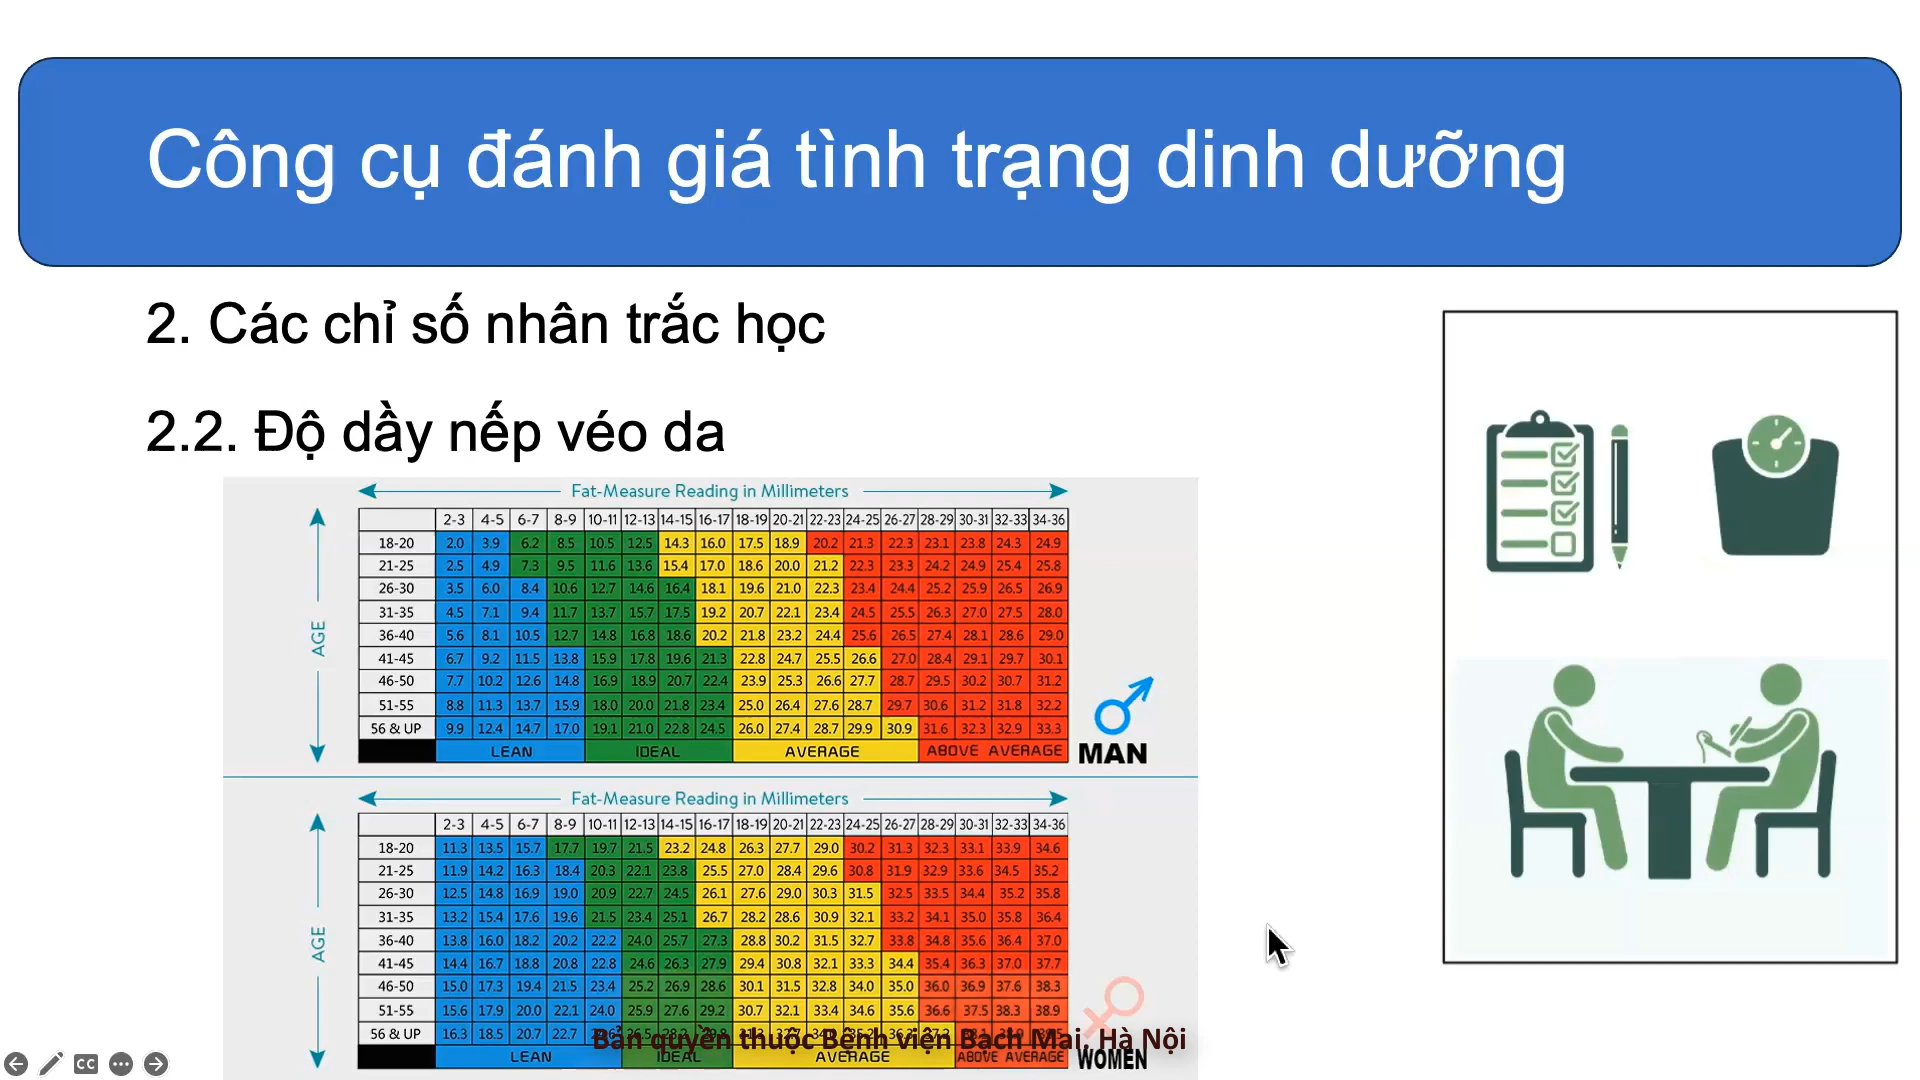 Công cụ đánh giá tình trạng dinh dưỡng
2. Các chỉ số nhân trắc học
2.2. Độ dầy nếp véo da
Fat-Measure Reading in Millimeters
2-3 4-5 6-7 8-9 10-11 12-13 14-15 16-17 18-19 20-21 22-23 24-25 26-27 28-29 30-31 32-33 34-36
AGE
18-20 2.0 3.9 6.2 8.5 10.5 12.5 14.3 16.0 17.5 18.9 20.2 21.3 22.3 23.1 23.8 24.3 24.9
21-25 2.5 4.9 7.3 9.5 11.6 13.6 15.4 17.0 18.6 20.0 21.2 22.3 23.3 24.2 24.9 25.4 25.8
26-30 3.5 6.0 8.4 10.6 12.7 14.6 16.4 18.1 19.6 21.0 22.3 23.4 24.4 25.2 25.9 26.5 26.9
31-35 4.5 7.1 9.4 11.7 13.7 15.7 17.5 19.2 20.7 22.1 23.4 24.5 25.5 26.3 27.0 27.5 28.0
36-40 5.6 8.1 10.5 12.7 14.8 16.8 18.6 20.2 21.8 23.2 24.4 25.6 26.5 27.4 28.1 28.6 29.0
41-45 6.7 9.2 11.5 13.8 15.9 17.8 19.6 21.3 22.8 24.7 25.5 26.6 27.0 28.4 29.1 29.7 30.1
46-50 7.7 10.2 12.6 14.8 16.9 18.9 20.7 22.4 23.9 25.3 26.6 27.7 28.7 29.5 30.2 30.7 31.2
51-55 8.8 11.3 13.7 15.9 18.0 20.0 21.8 23.4 25.0 26.4 27.6 28.7 29.7 30.6 31.2 31.8 32.2
56 & UP 9.9 12.4 14.7 17.0 19.1 21.0 22.8 24.5 26.0 27.4 28.7 29.9 30.9 31.6 32.3 32.9 33.3
LEAN IDEAL AVERAGE ABOVE AVERAGE
MAN
Fat-Measure Reading in Millimeters
2-3 4-5 6-7 8-9 10-11 12-13 14-15 16-17 18-19 20-21 22-23 24-25 26-27 28-29 30-31 32-33 34-36
AGE
18-20 11.3 13.5 15.7 17.7 19.7 21.5 23.2 24.8 26.3 27.7 29.0 30.2 31.3 32.3 33.1 33.9 34.6
21-25 11.9 14.2 16.3 18.4 20.3 22.1 23.8 25.5 27.0 28.4 29.6 30.8 31.9 32.9 33.6 34.5 35.2
26-30 12.5 14.8 16.9 19.0 20.9 22.7 24.5 26.1 27.6 29.0 30.3 31.5 32.5 33.5 34.4 35.2 35.8
31-35 13.2 15.4 17.6 19.6 21.5 23.4 25.1 26.7 28.2 28.6 30.9 32.1 33.2 34.1 35.0 35.8 36.4
36-40 13.8 16.0 18.2 20.2 22.2 24.0 25.7 27.3 28.8 30.2 31.5 32.7 33.8 34.8 35.6 36.4 37.0
41-45 14.4 16.7 18.8 20.8 22.8 24.6 26.3 27.9 29.4 30.8 32.1 33.3 34.4 35.4 36.3 37.0 37.7
46-50 15.0 17.3 19.4 21.5 23.4 25.2 26.9 28.6 30.1 31.5 32.8 34.0 35.0 36.0 36.9 37.6 38.3
51-55 15.6 17.9 20.0 22.1 24.0 25.9 27.6 29.2 30.7 32.1 33.4 34.6 35.6 36.6 37.5 38.3 38.9
56 & UP 16.3 18.5 20.7 22.7
Bản quyền thuộc Bệnh viện Bạch Mai, Hà Nội
LEAN IDEAL AVERAGE ABOVE AVERAGE
WOMEN
CC